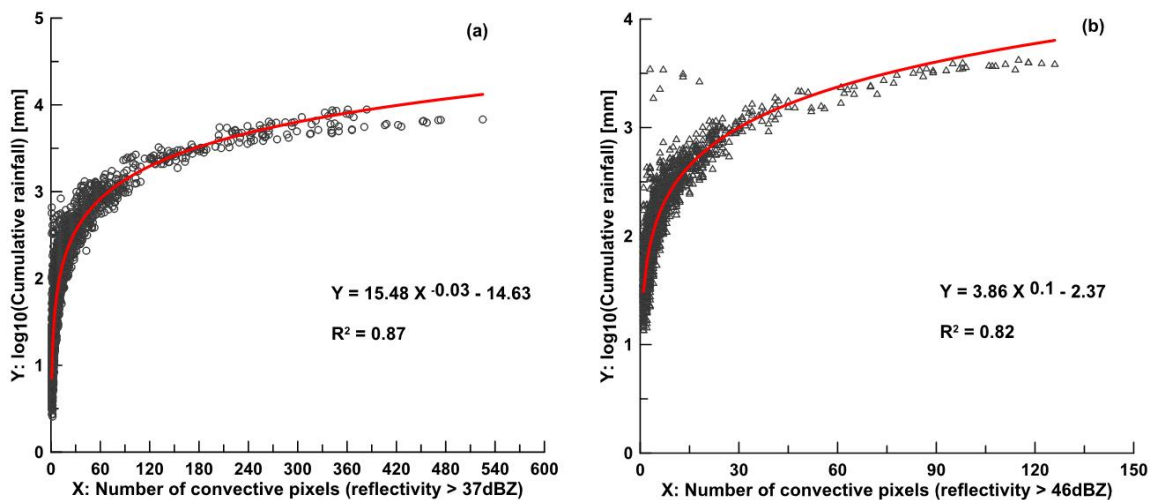 (a)
Y: log10(Cumulative rainfall) [mm]
5
4
3
2
1
0
Y = 15.48 X -0.03 - 14.63
R² = 0.87
0 60 120 180 240 300 360 420 480 540 600
X: Number of convective pixels (reflectivity > 37dBZ)
(b)
Y: log10(Cumulative rainfall) [mm]
4
3
2
1
0
Y = 3.86 X 0.1 - 2.37
R² = 0.82
0 30 60 90 120 150
X: Number of convective pixels (reflectivity > 46dBZ)